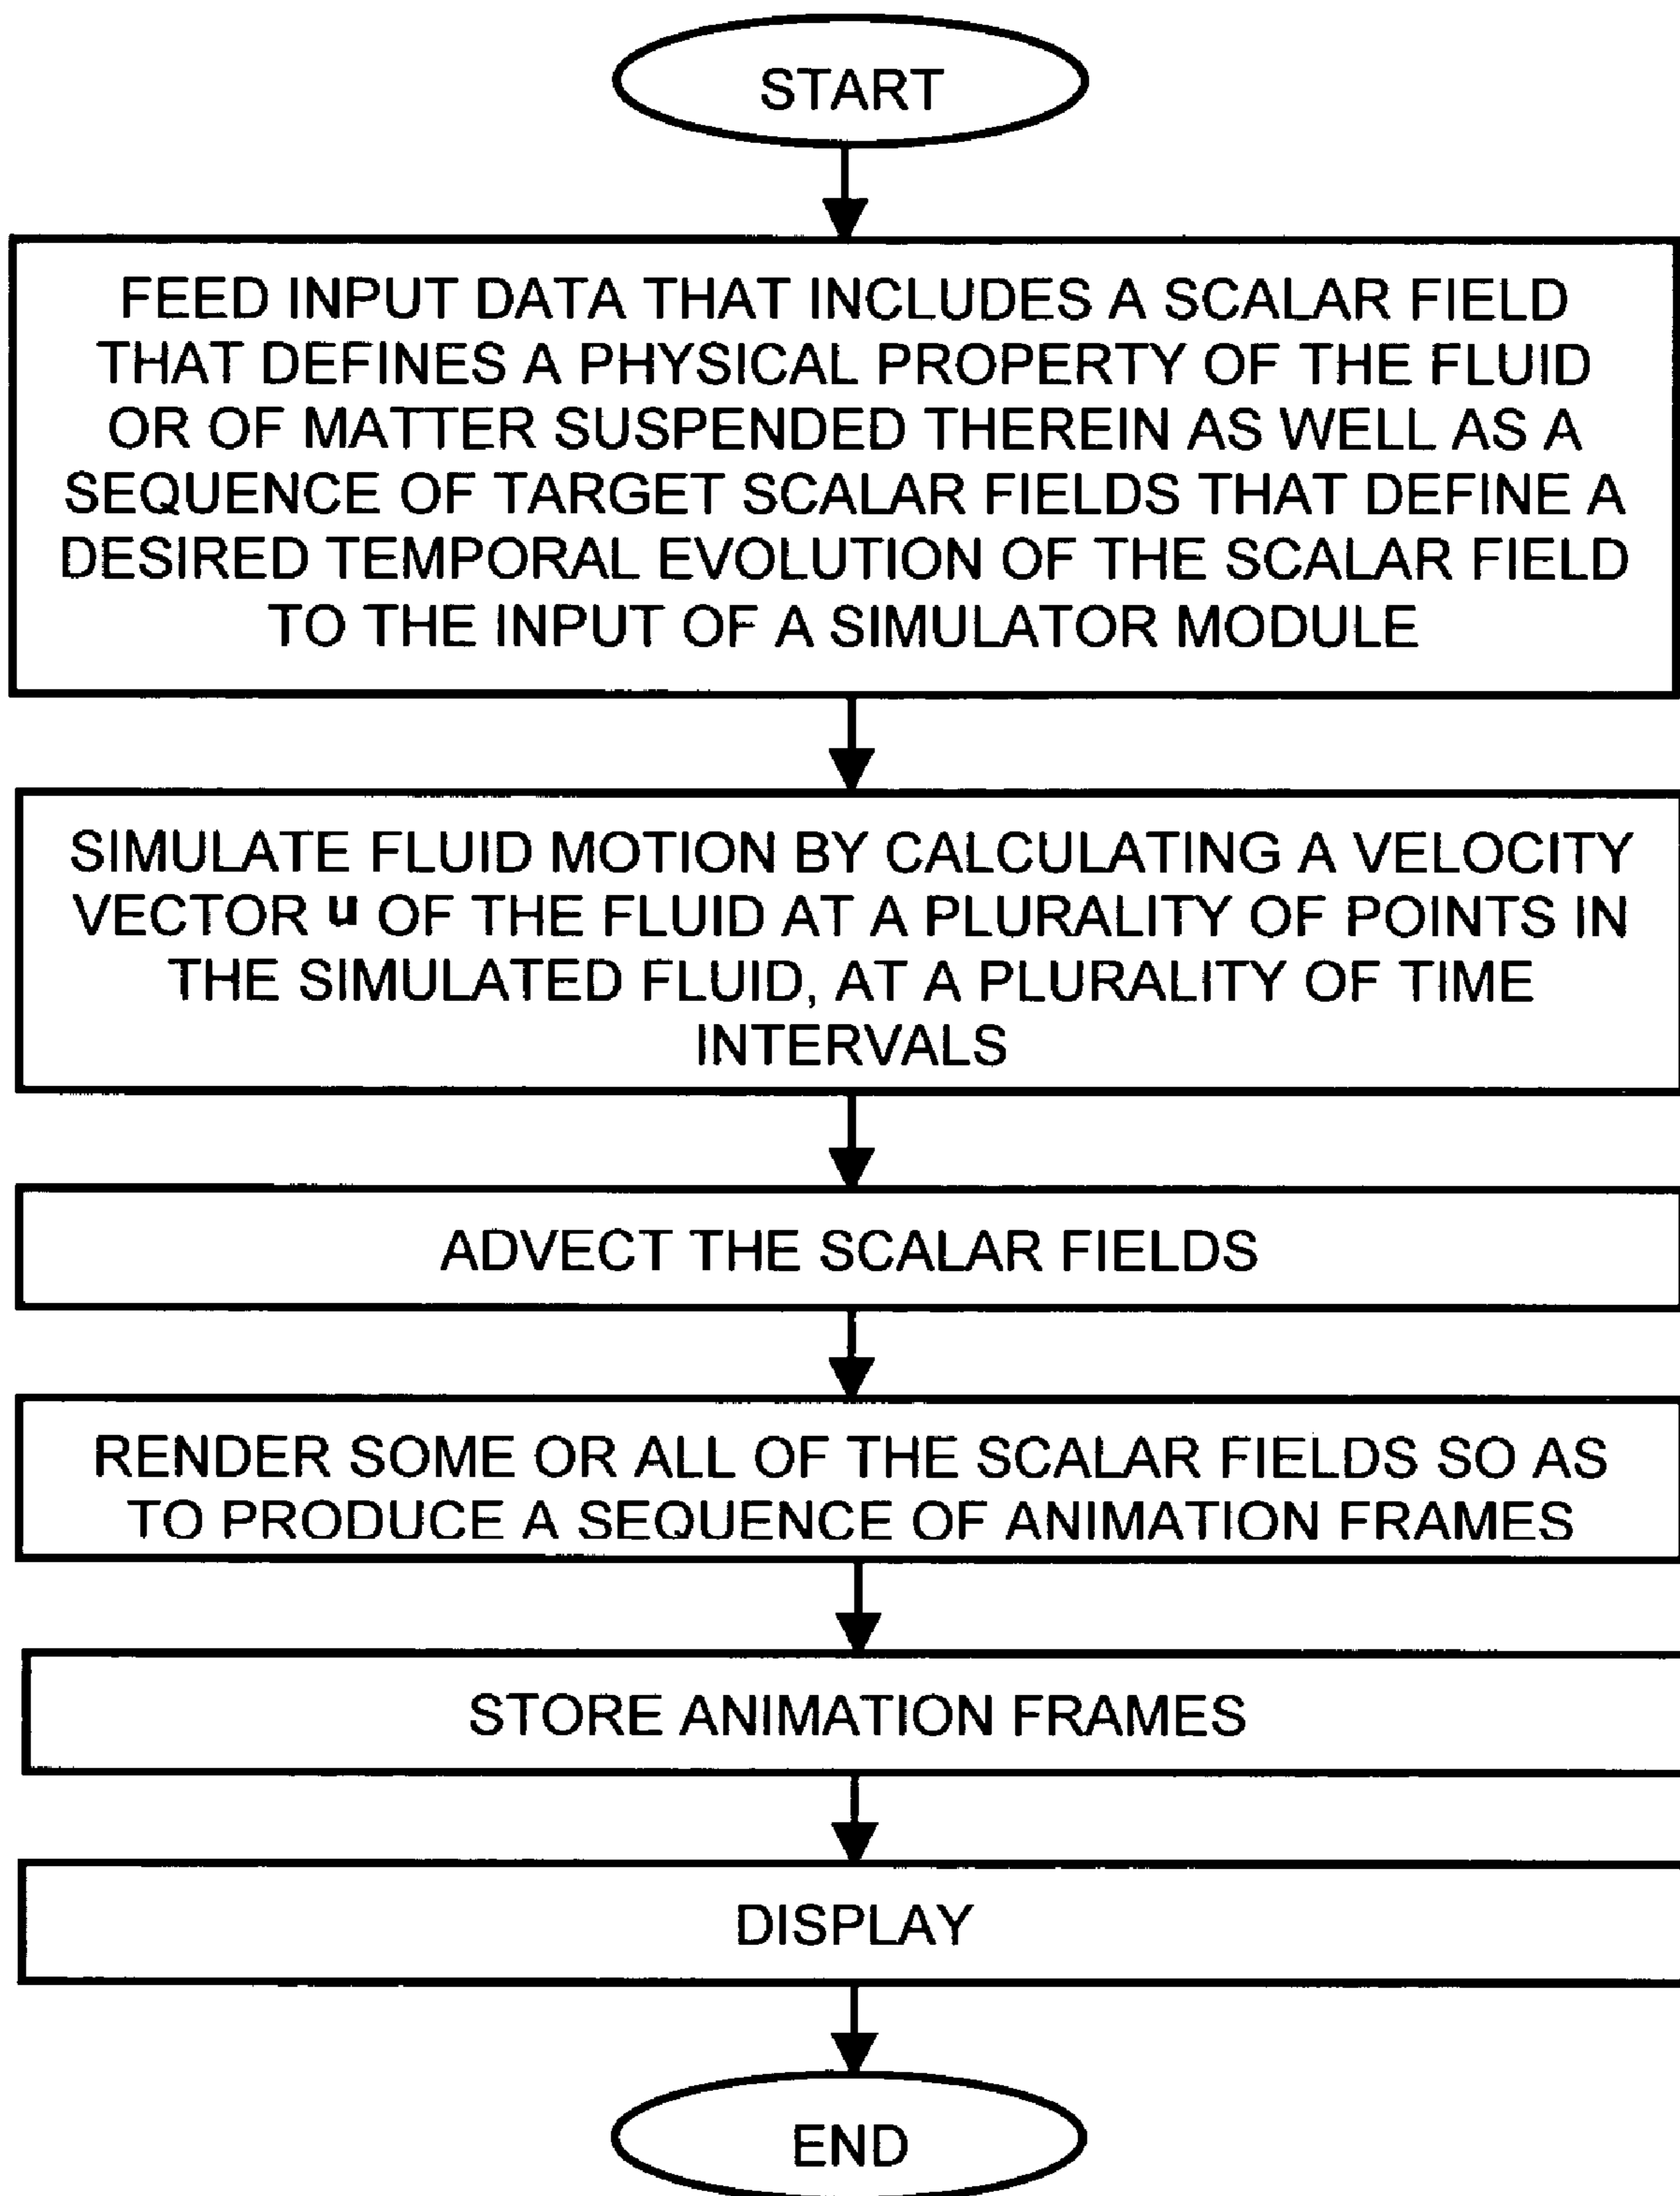 START
FEED INPUT DATA THAT INCLUDES A SCALAR FIELD
THAT DEFINES A PHYSICAL PROPERTY OF THE FLUID
OR OF MATTER SUSPENDED THEREIN AS WELL AS A
SEQUENCE OF TARGET SCALAR FIELDS THAT DEFINE A
DESIRED TEMPORAL EVOLUTION OF THE SCALAR FIELD
TO THE INPUT OF A SIMULATOR MODULE
SIMULATE FLUID MOTION BY CALCULATING A VELOCITY
VECTOR u OF THE FLUID AT A PLURALITY OF POINTS IN
THE SIMULATED FLUID, AT A PLURALITY OF TIME
INTERVALS
ADVECT THE SCALAR FIELDS
RENDER SOME OR ALL OF THE SCALAR FIELDS SO AS
TO PRODUCE A SEQUENCE OF ANIMATION FRAMES
STORE ANIMATION FRAMES
DISPLAY
END